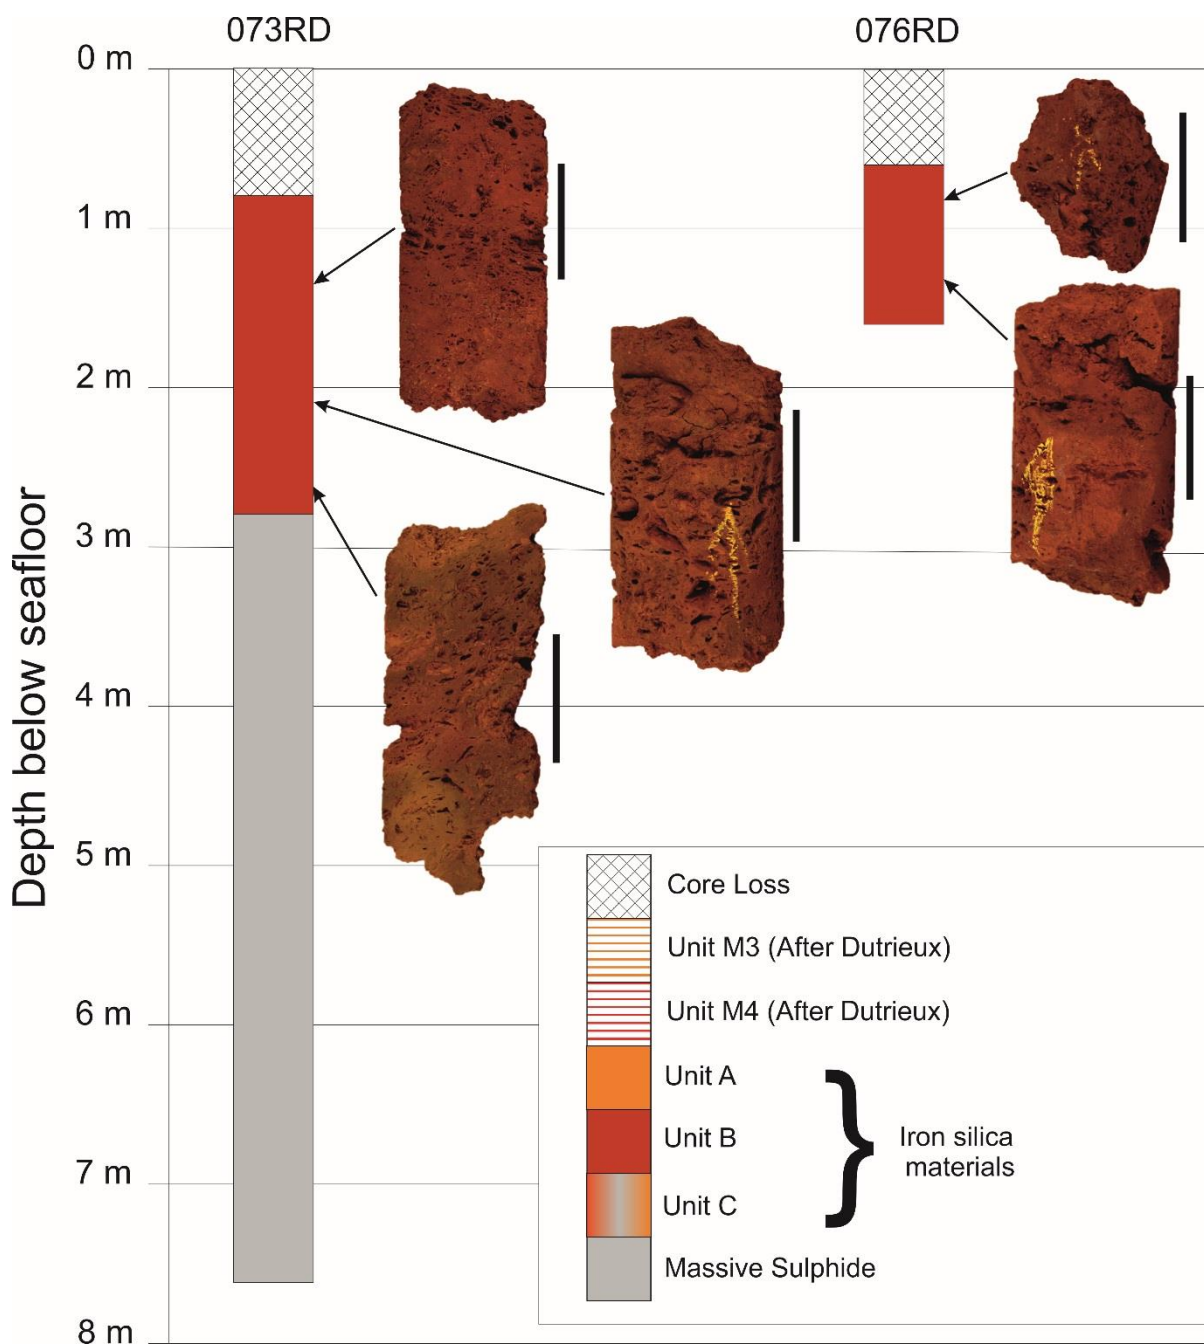 073RD
076RD
0 m
1 m
2 m
3 m
4 m
5 m
6 m
7 m
8 m
Depth below seafloor
Core Loss
Unit M3 (After Dutrieux)
Unit M4 (After Dutrieux)
Unit A
Unit B
Unit C
Massive Sulphide
Iron silica
materials